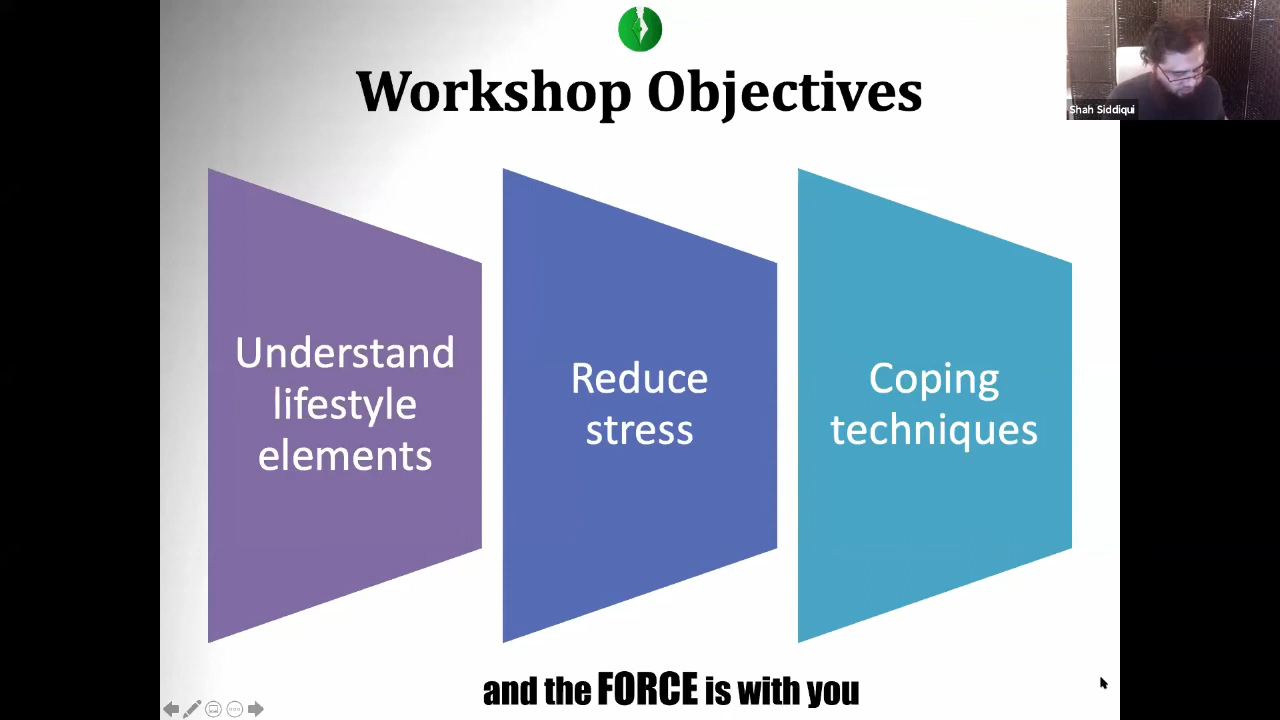 Workshop Objectives
Shah Siddiqui
Understand
lifestyle
elements
Reduce
stress
Coping
techniques
and the FORCE is with you